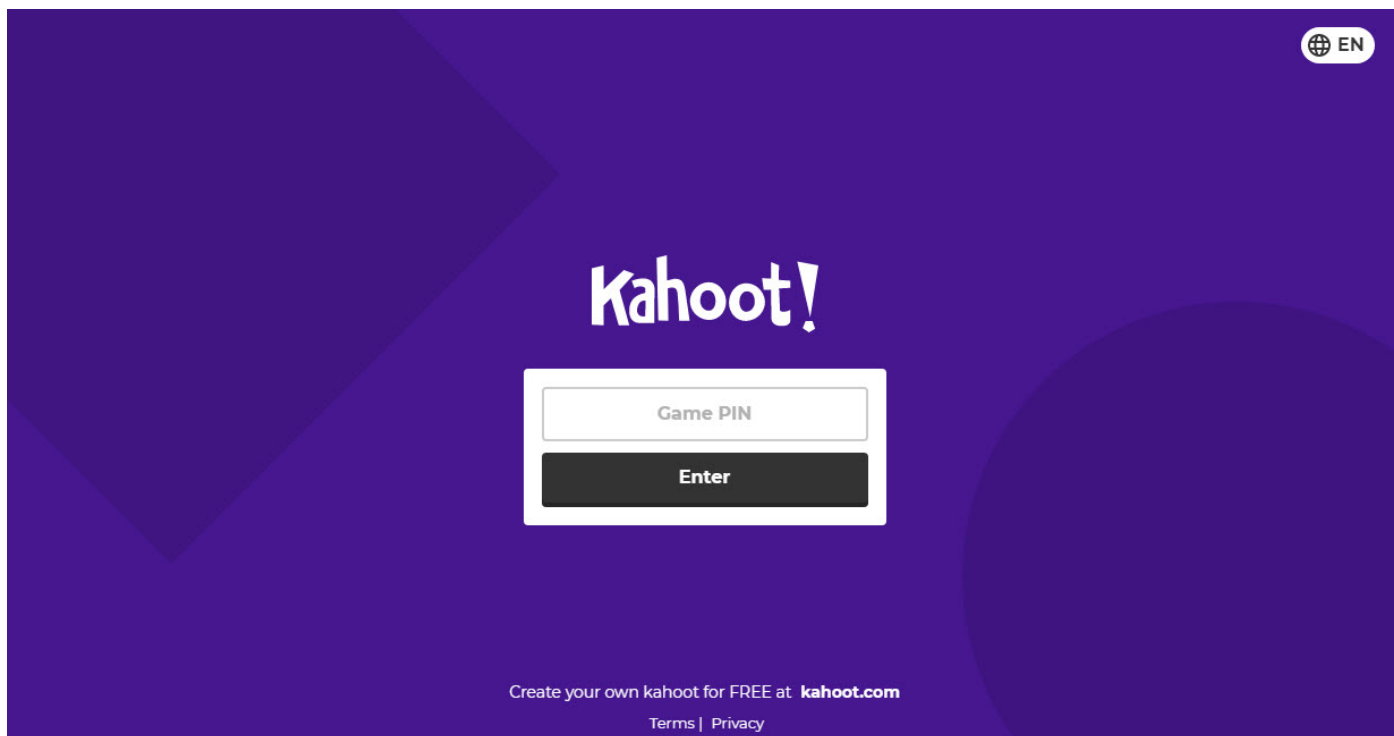 EN
Kahoot!
Game PIN
Enter
Create your own kahoot for FREE at kahoot.com
Terms | Privacy